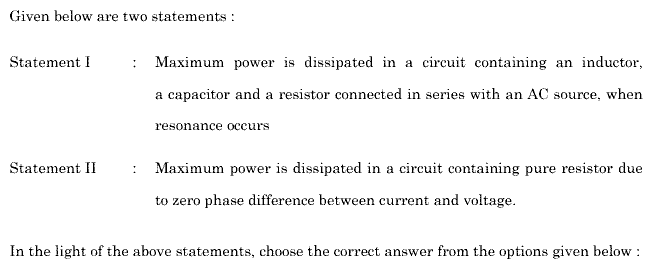 Given below are two statements :
Statement I : Maximum power is dissipated in a circuit containing an inductor,
a capacitor and a resistor connected in series with an AC source, when
resonance occurs
Statement II : Maximum power is dissipated in a circuit containing pure resistor due
to zero phase difference between current and voltage.
In the light of the above statements, choose the correct answer from the options given below :